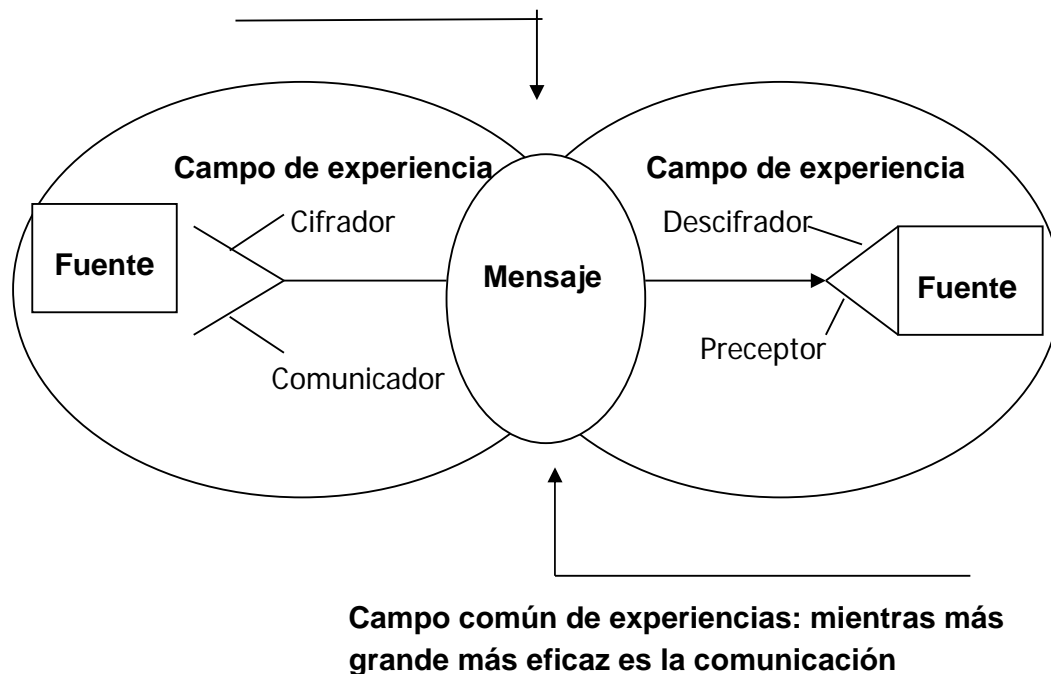 Campo de experiencia
Campo de experiencia
Cifrador
Descifrador
Fuente
Mensaje
Fuente
Preceptor
Comunicador
Campo común de experiencias: mientras más
grande más eficaz es la comunicación